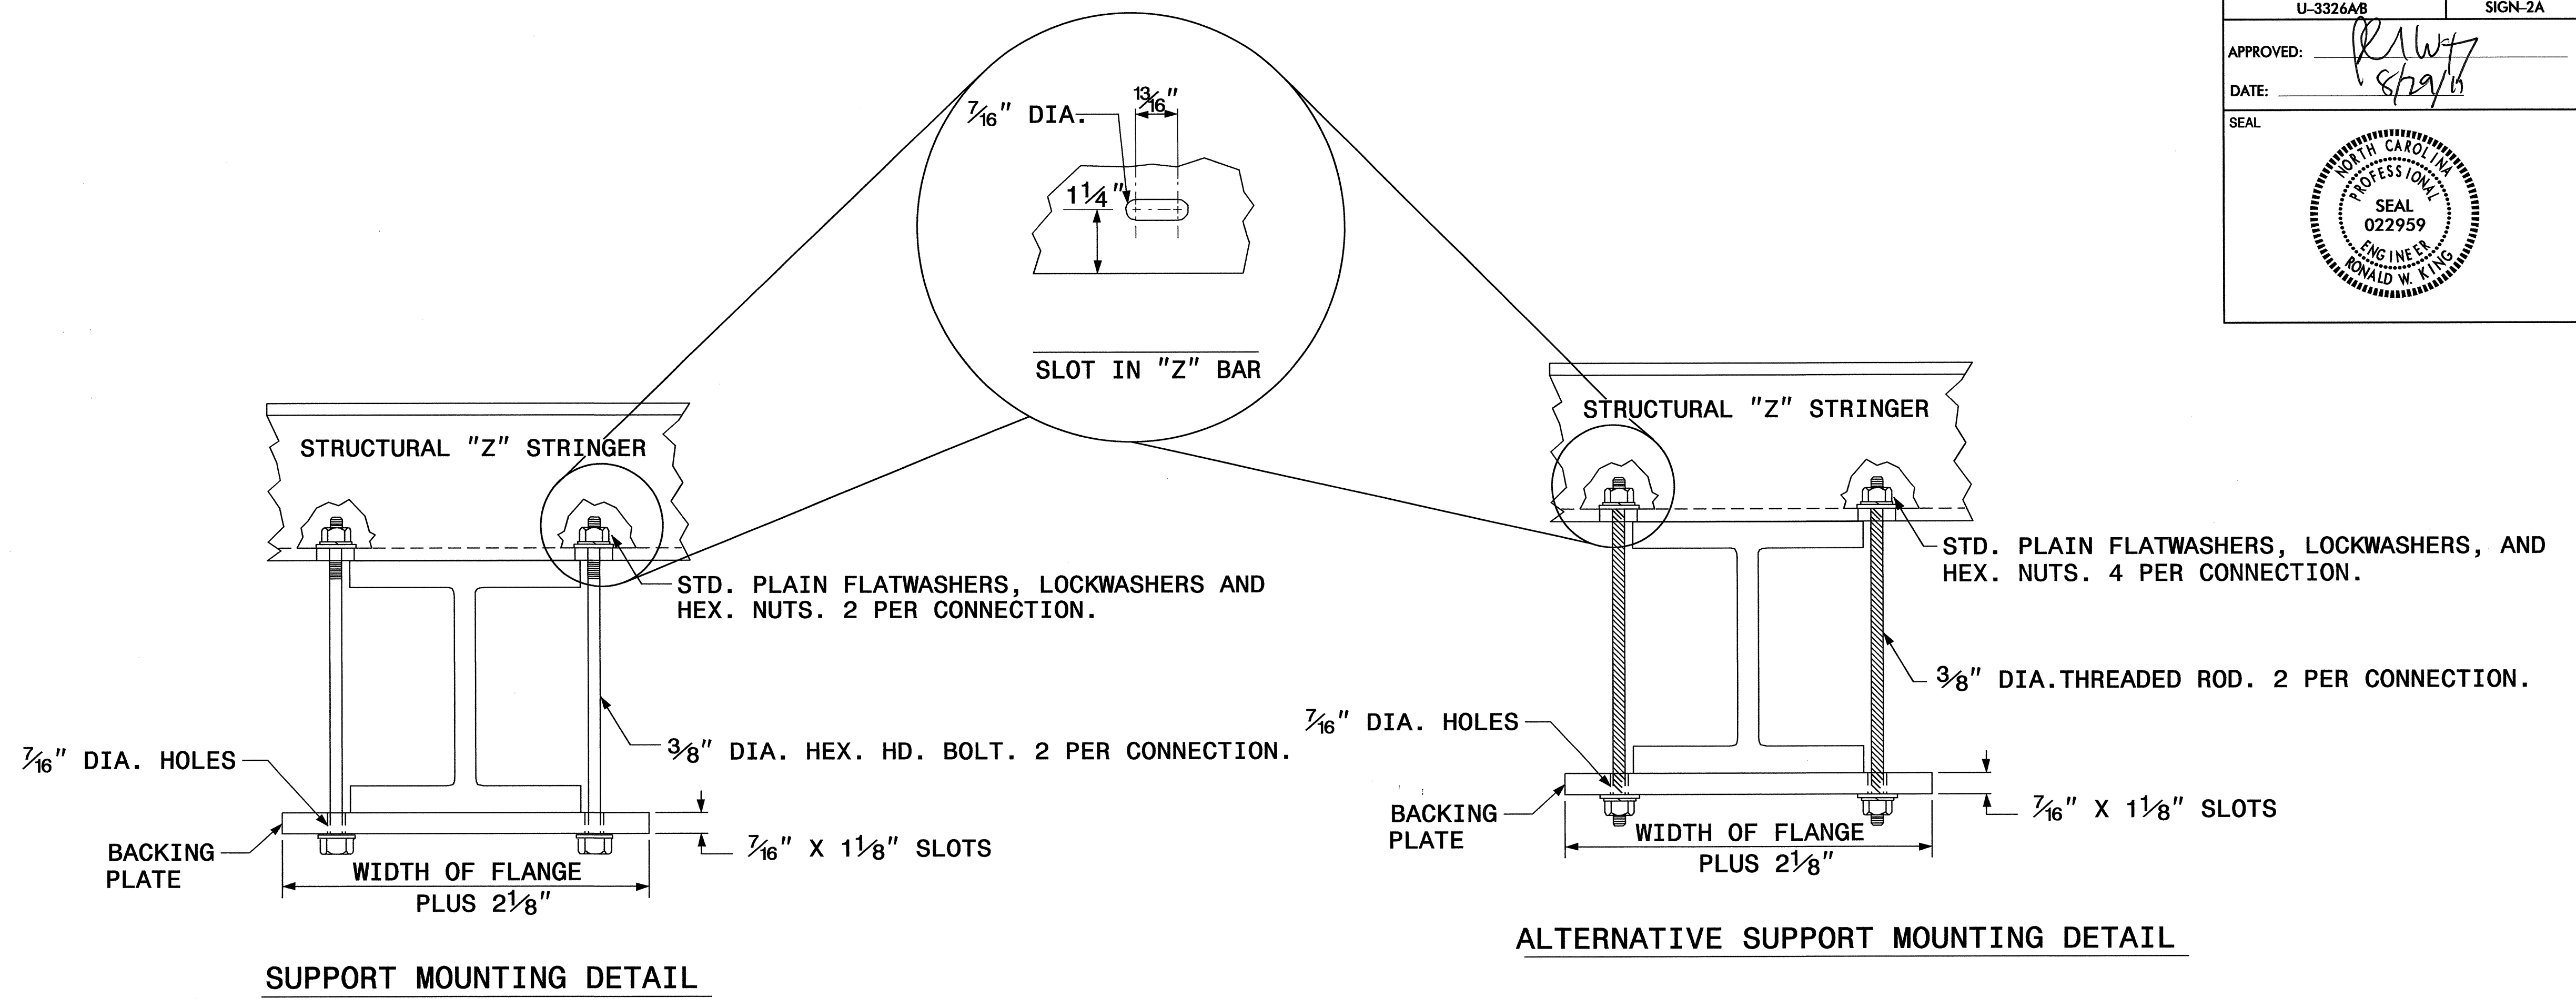 U–3326A/B SIGN–2A
APPROVED:
DATE: 8/29/11
SEAL
NORTH CAROLINA
PROFESSIONAL
SEAL
022959
ENGINEER
RONALD W. KING
7/16" DIA.
13/16"
1 1/4"
SLOT IN "Z" BAR
STRUCTURAL "Z" STRINGER
STD. PLAIN FLATWASHERS, LOCKWASHERS AND
HEX. NUTS. 2 PER CONNECTION.
3/8" DIA. HEX. HD. BOLT. 2 PER CONNECTION.
7/16" DIA. HOLES
BACKING
PLATE
7/16" X 1 1/8" SLOTS
WIDTH OF FLANGE
PLUS 2 1/8"
SUPPORT MOUNTING DETAIL
STRUCTURAL "Z" STRINGER
STD. PLAIN FLATWASHERS, LOCKWASHERS, AND
HEX. NUTS. 4 PER CONNECTION.
3/8" DIA.THREADED ROD. 2 PER CONNECTION.
7/16" DIA. HOLES
BACKING
PLATE
7/16" X 1 1/8" SLOTS
WIDTH OF FLANGE
PLUS 2 1/8"
ALTERNATIVE SUPPORT MOUNTING DETAIL